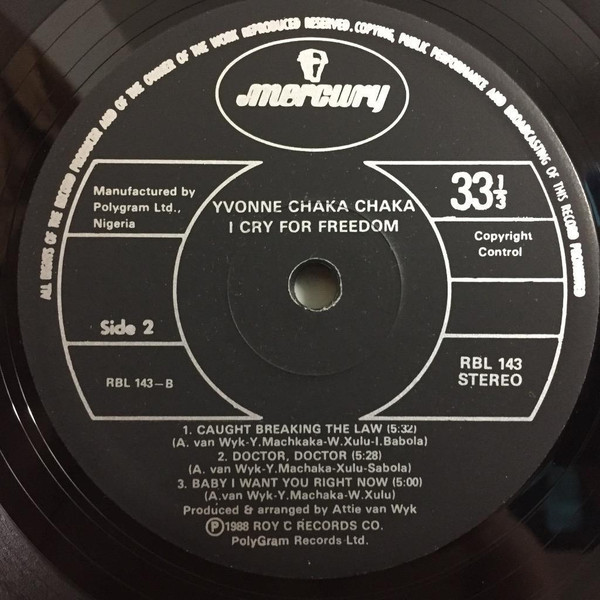 ALL RIGHTS OF THE RECORD PRODUCER AND OF THE OWNER OF THE WORK REPRODUCED RESERVED. COPYING, PUBLIC PERFORMANCE AND BROADCASTING OF THIS RECORD PROHIBITED
mercury
Manufactured by
Polygram Ltd.,
Nigeria
YVONNE CHAKA CHAKA
I CRY FOR FREEDOM
33 1/3
Copyright
Control
Side 2
RBL 143–B
RBL 143
STEREO
1. CAUGHT BREAKING THE LAW (5:32)
(A. van Wyk-Y.Machkaka-W.Xulu-I.Babola)
2. DOCTOR, DOCTOR (5:28)
(A. van Wyk-Y.Machaka-Xulu-Sabola)
3. BABY I WANT YOU RIGHT NOW (5:00)
(A.van Wyk-Y.Machaka-W.Xulu)
Produced & arranged by Attie van Wyk
Ⓟ1988 ROY C RECORDS CO.
PolyGram Records Ltd.